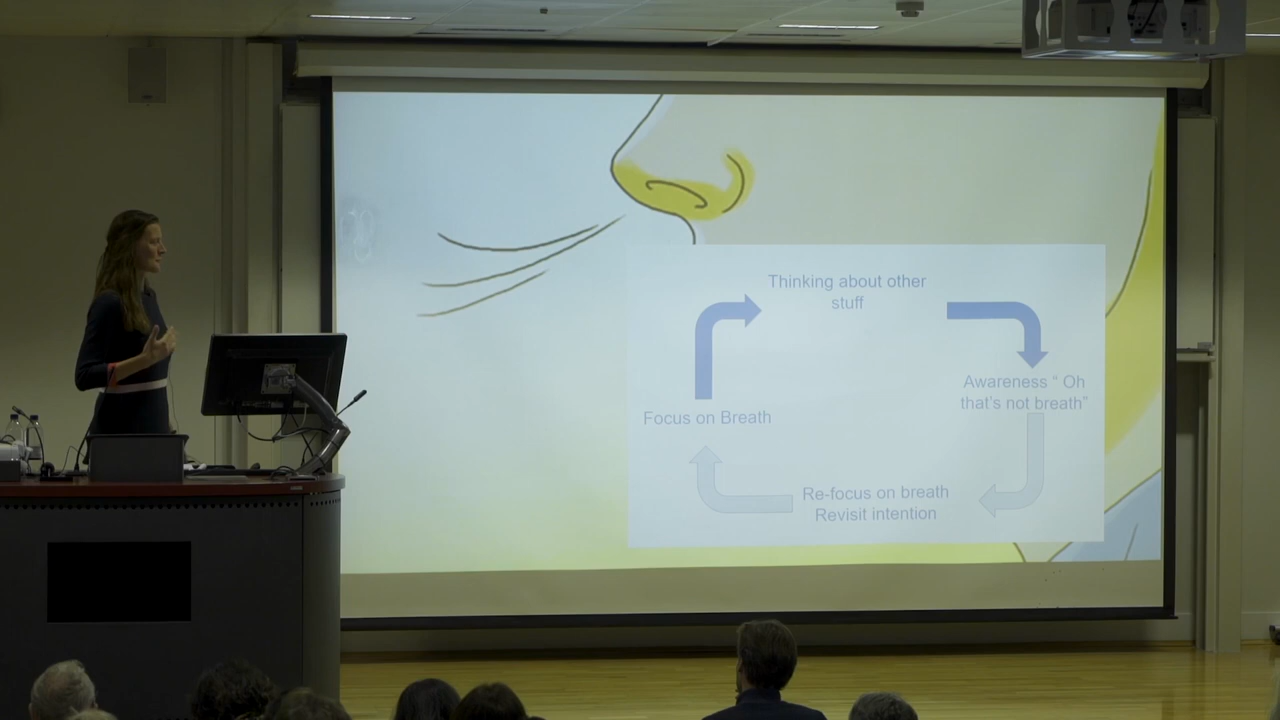 Thinking about other
stuff
Awareness “ Oh
that's not breath”
Focus on Breath
Re-focus on breath
Revisit intention